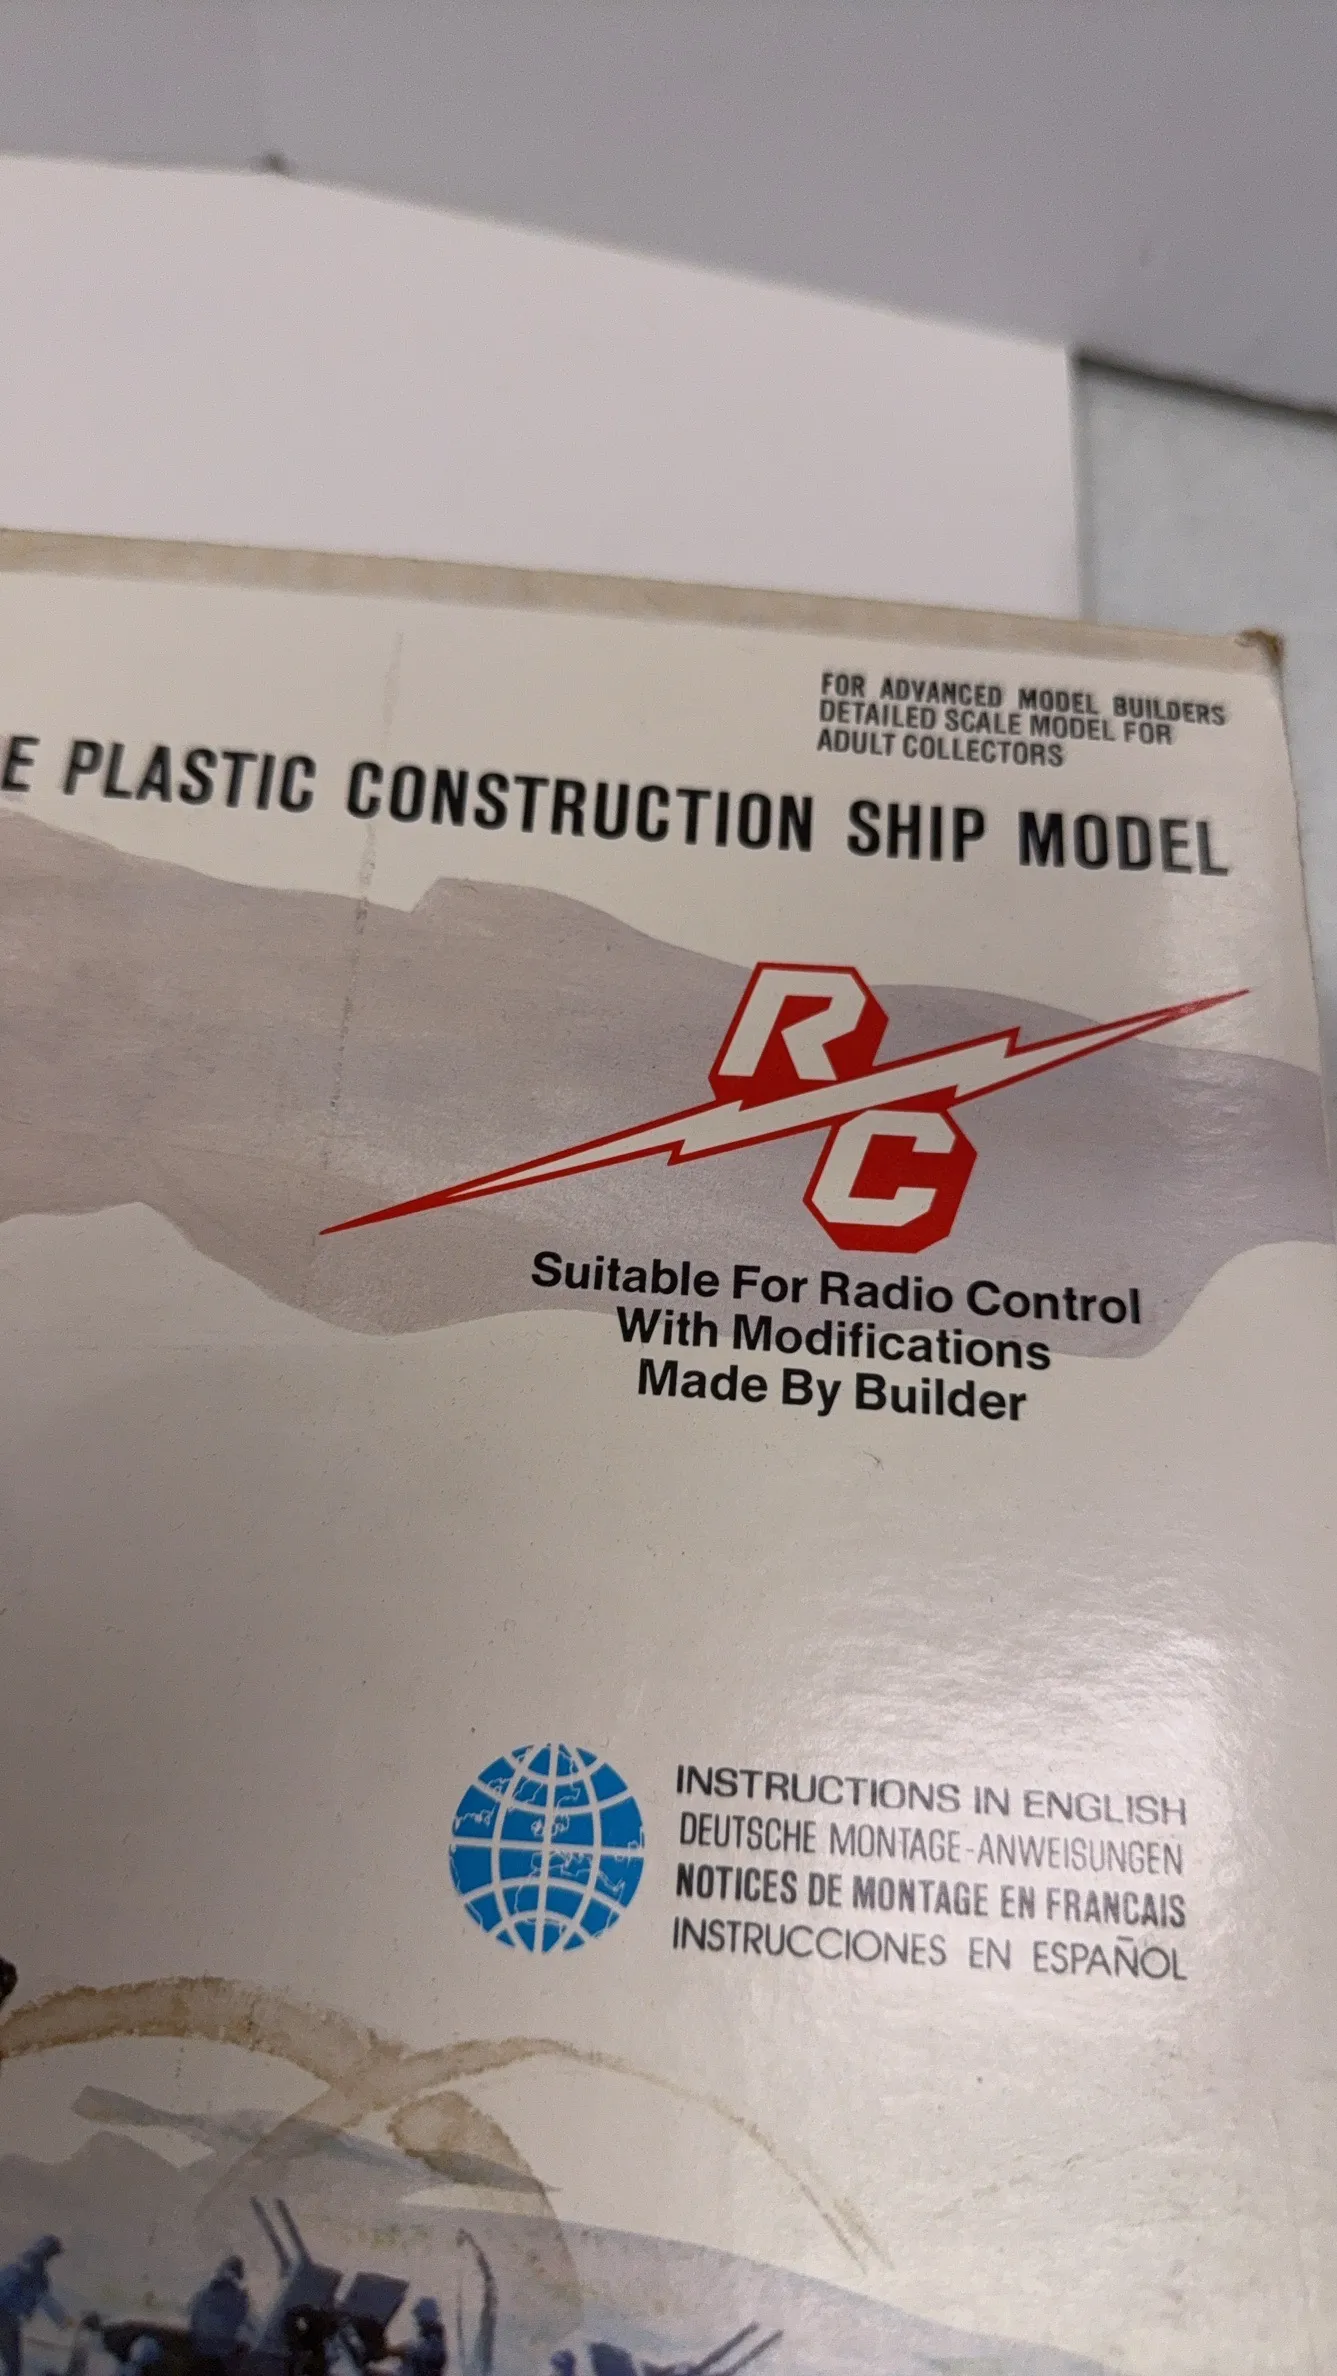 FOR ADVANCED MODEL BUILDERS
DETAILED SCALE MODEL FOR
ADULT COLLECTORS
E PLASTIC CONSTRUCTION SHIP MODEL
R
C
Suitable For Radio Control
With Modifications
Made By Builder
INSTRUCTIONS IN ENGLISH
DEUTSCHE MONTAGE-ANWEISUNGEN
NOTICES DE MONTAGE EN FRANCAIS
INSTRUCCIONES EN ESPAÑOL